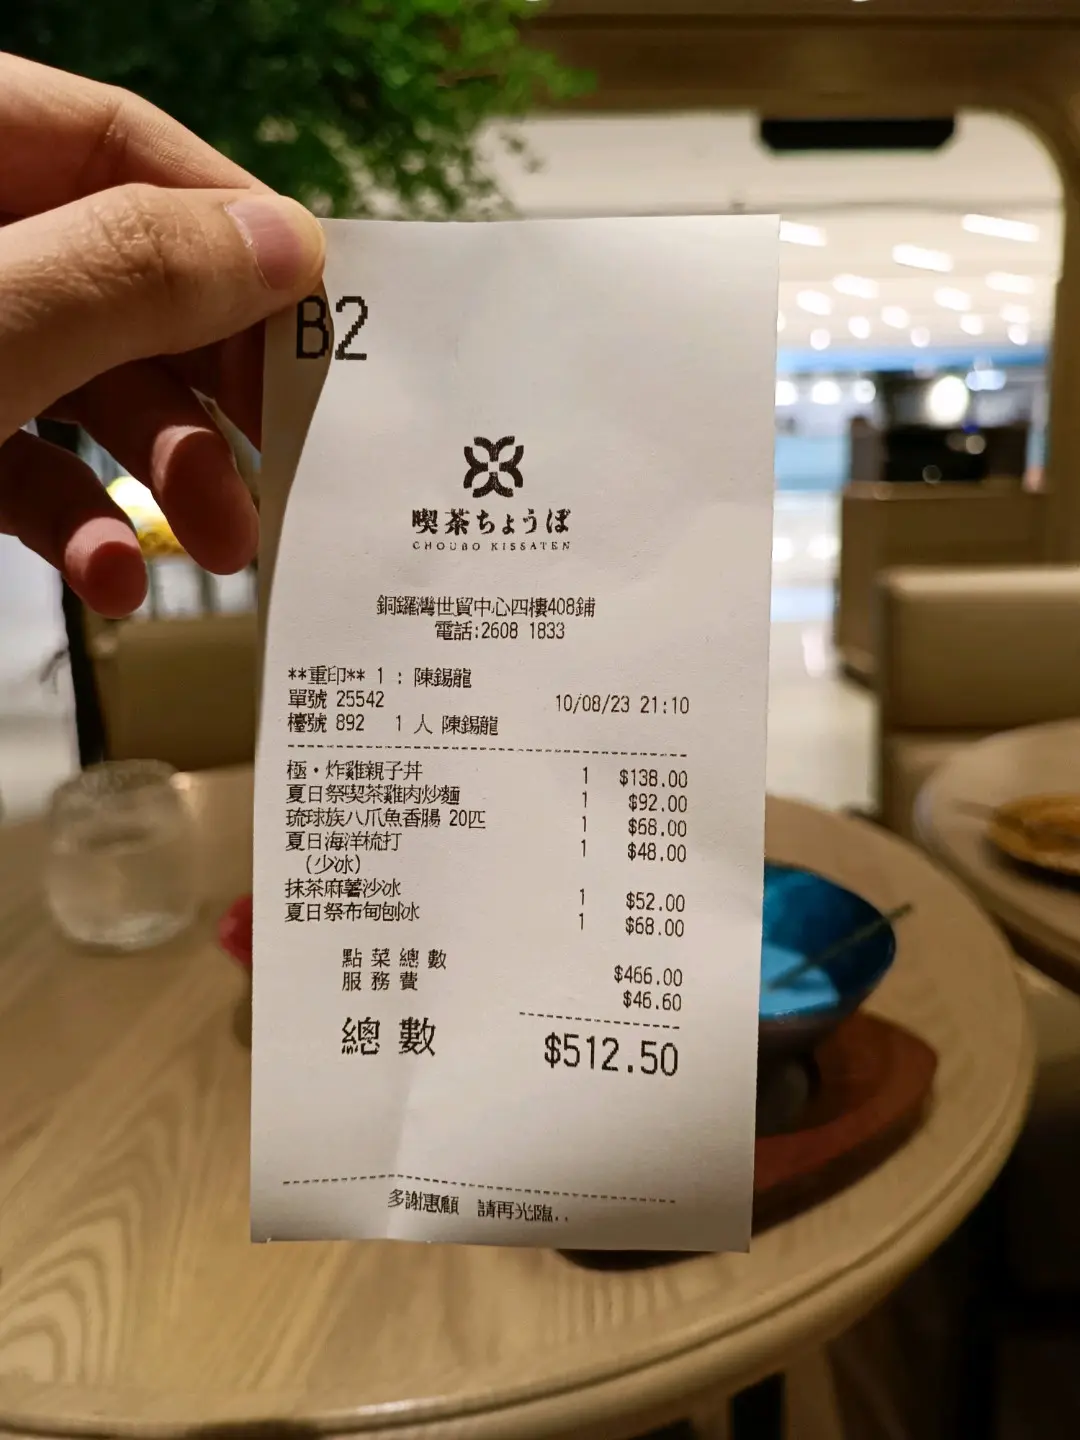 B2
喫茶ちょうぼ
CHOUBO KISSATEN
銅鑼灣世貿中心四樓408鋪
電話:2608 1833
**重印** 1 : 陳錫龍
單號 25542 10/08/23 21:10
檯號 892 1 人 陳錫龍
極・炸雞親子丼 1 $138.00
夏日祭喫茶雞肉炒麵 1 $92.00
琉球族八爪魚香腸 20匹 1 $68.00
夏日海洋梳打 1 $48.00
(少冰)
抹茶麻薯沙冰 1 $52.00
夏日祭布甸刨冰 1 $68.00
點菜總數 $466.00
服務費 $46.60
總數 $512.50
多謝惠顧 請再光臨..